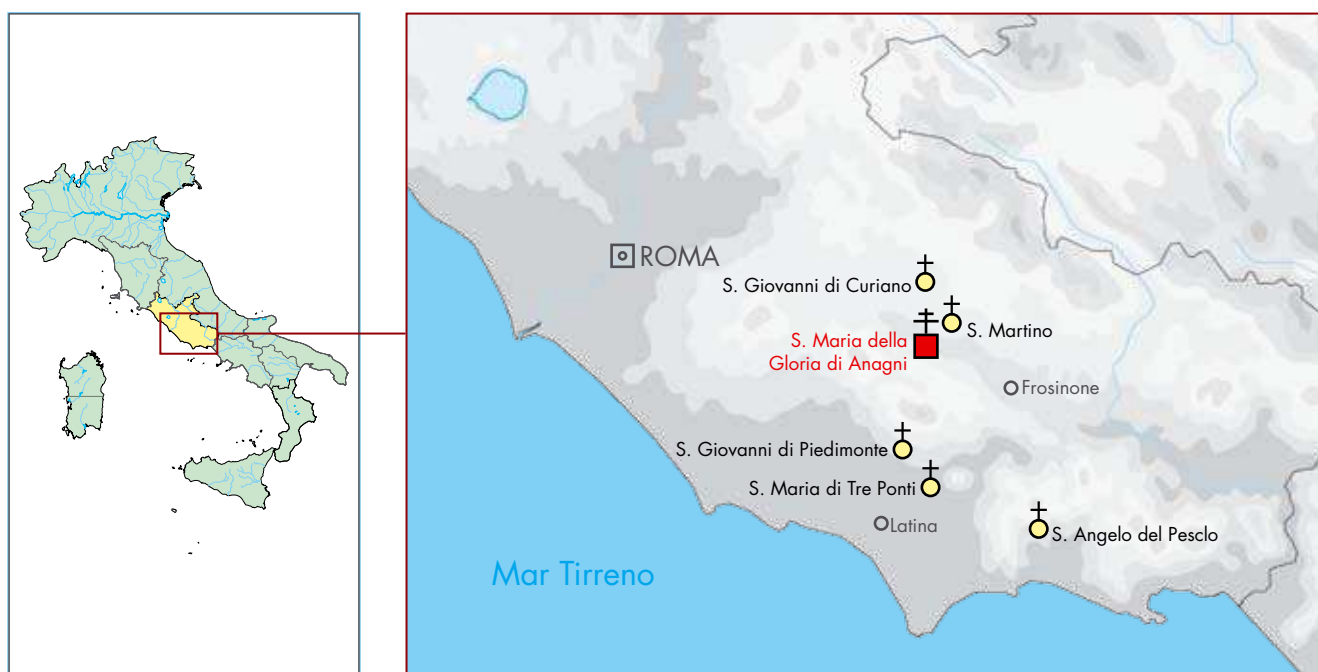 ROMA
S. Giovanni di Curiano
S. Martino
S. Maria della
Gloria di Anagni
Frosinone
S. Giovanni di Piedimonte
S. Maria di Tre Ponti
Latina
S. Angelo del Pesclo
Mar Tirreno